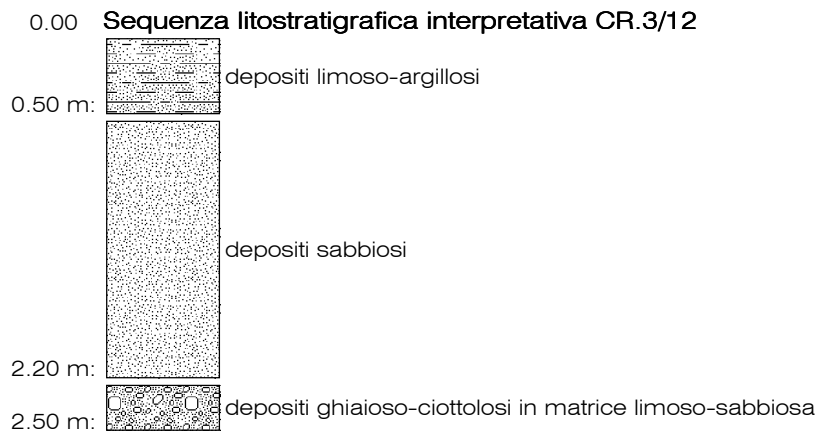 0.00 Sequenza litostratigrafica interpretativa CR.3/12
depositi limoso-argillosi
0.50 m:
depositi sabbiosi
2.20 m:
depositi ghiaioso-ciottolosi in matrice limoso-sabbiosa
2.50 m: